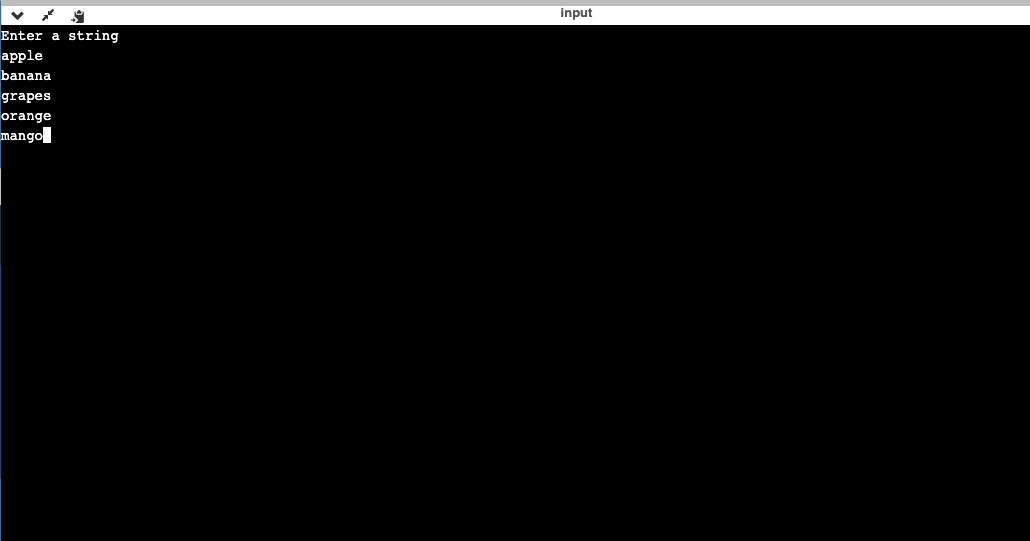 input
Enter a string
apple
banana
grapes
orange
mango